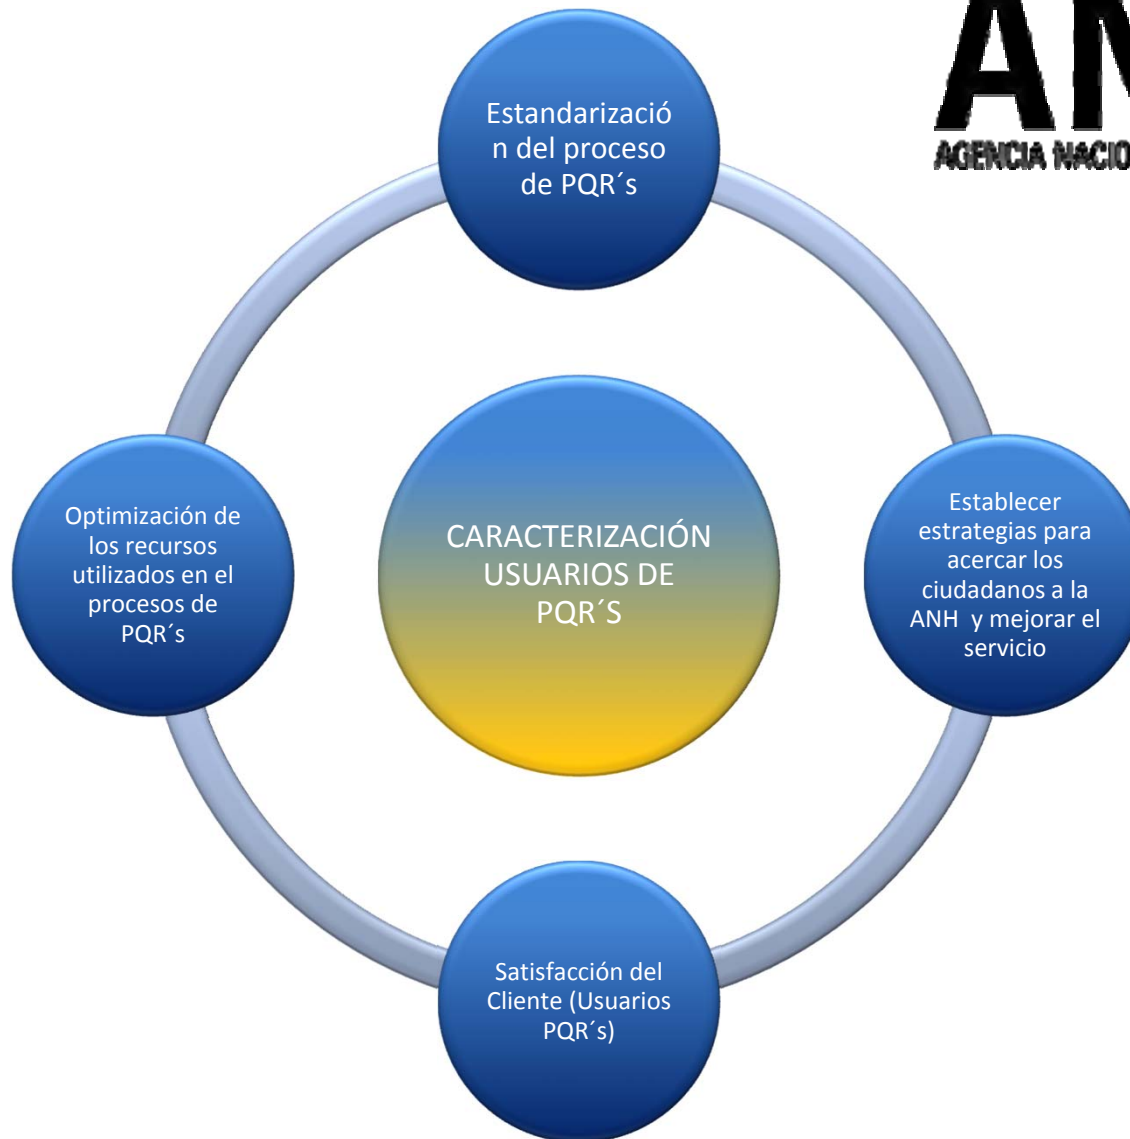 AN
AGENCIA NACIO
Estandarizació
n del proceso
de PQR´s
CARACTERIZACIÓN
USUARIOS DE
PQR´S
Establecer
estrategias para
acercar los
ciudadanos a la
ANH  y mejorar el
servicio
Optimización de
los recursos
utilizados en el
procesos de
PQR´s
Satisfacción del
Cliente (Usuarios
PQR´s)